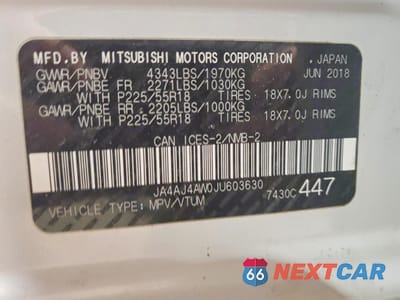 MFD.BY MITSUBISHI MOTORS CORPORATION, JAPAN
GVWR/PNBV 4343LBS/1970KG JUN 2018
GAWR/PNBE FR 2271LBS/1030KG
WITH P225/55R18 TIRES 18X7.0J RIMS
GAWR/PNBE RR 2205LBS/1000KG
WITH P225/55R18 TIRES 18X7.0J RIMS
CAN ICES-2/NMB-2
JA4AJ4AW0JU603630
VEHICLE TYPE: MPV/VTUM 7430C 447
66 NEXTCAR